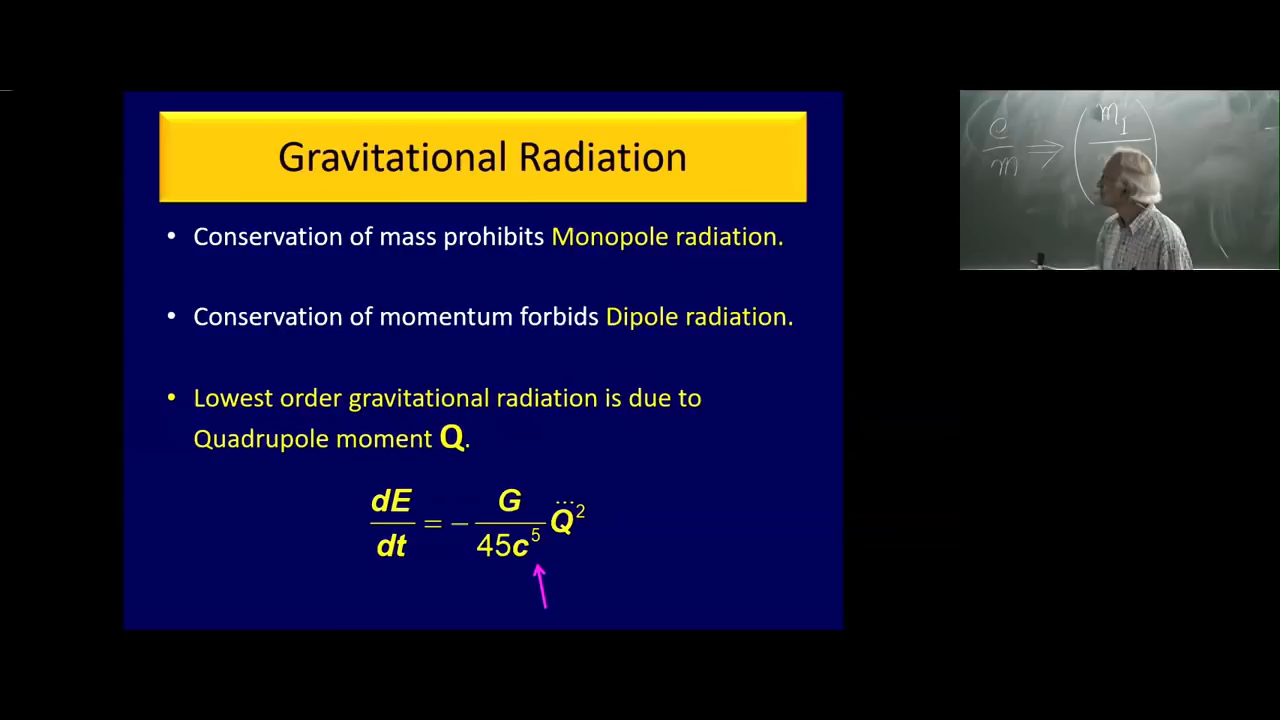 Gravitational Radiation
• Conservation of mass prohibits Monopole radiation.
• Conservation of momentum forbids Dipole radiation.
• Lowest order gravitational radiation is due to
Quadrupole moment Q.
dE/dt = − G/45c⁵ Q⃛²
e/m ⇒ (m_I